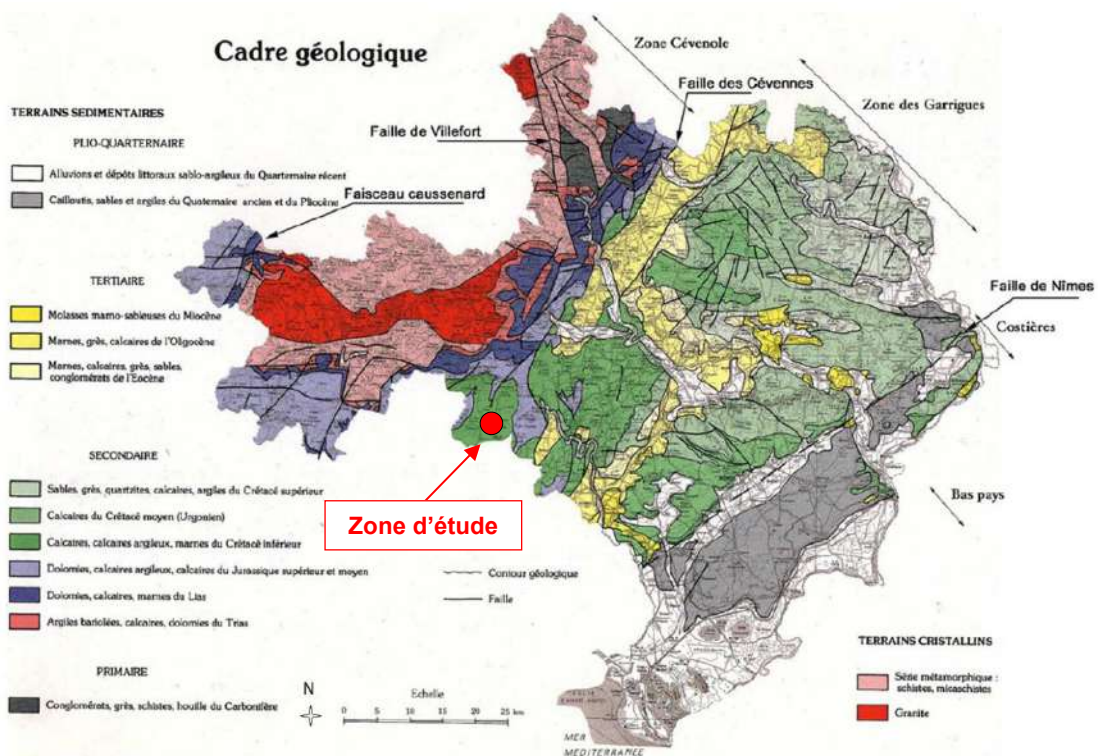 Cadre géologique
Zone Cévenole
Faille des Cévennes
Zone des Garrigues
TERRAINS SEDIMENTAIRES
Faille de Villefort
PLIO-QUARTERNAIRE
Alluvions et dépôts littoraux sablo-argileux du Quaternaire récent
Faisceau caussenard
Cailloutis, sables et argiles du Quaternaire ancien et du Pliocène
TERTIAIRE
Faille de Nîmes
Costières
Molasses marno-sableuses du Miocène
Marnes, grès, calcaires de l'Oligocène
Marnes, calcaires, grès, sables,
conglomérats de l'Eocène
SECONDAIRE
Sables, grès, quartzites, calcaires, argiles du Crétacé supérieur
Bas pays
Calcaires du Crétacé moyen (Urgonien)
Zone d'étude
Calcaires, calcaires argileux, marnes du Crétacé inférieur
Dolomies, calcaires argileux, calcaires du Jurassique supérieur et moyen
Contour géologique
Dolomies, calcaires, marnes du Lias
Faille
Argiles bariolées, calcaires, dolomies du Trias
TERRAINS CRISTALLINS
PRIMAIRE
Série métamorphique :
schistes, micaschistes
Conglomérats, grès, schistes, houille du Carbonifère
N
Echelle
0 5 10 15 20 25 km
Granite
MER
MEDITERRANEE